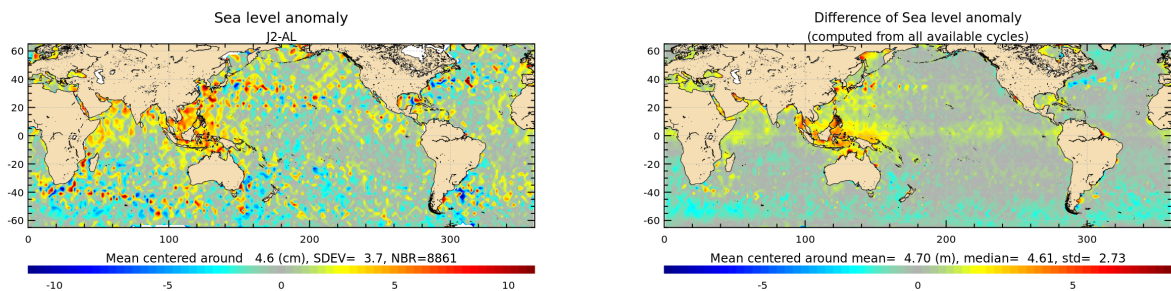 Sea level anomaly
J2-AL
60
40
20
0
-20
-40
-60
0 100 200 300
Mean centered around 4.6 (cm), SDEV= 3.7, NBR=8861
-10 -5 0 5 10
Difference of Sea level anomaly
(computed from all available cycles)
60
40
20
0
-20
-40
-60
0 100 200 300
Mean centered around mean= 4.70 (m), median= 4.61, std= 2.73
-5 0 5